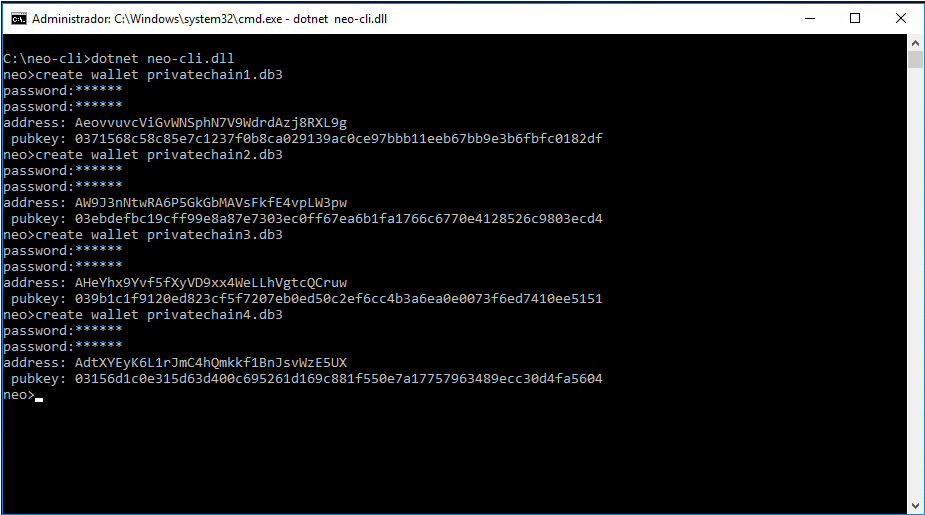 Administrador: C:\Windows\system32\cmd.exe - dotnet  neo-cli.dll
C:\neo-cli>dotnet neo-cli.dll
neo>create wallet privatechain1.db3
password:******
password:******
address: AeovvuvcViGvWNSphN7V9WdrdAzj8RXL9g
 pubkey: 0371568c58c85e7c1237f0b8ca029139ac0ce97bbb11eeb67bb9e3b6fbfc0182df
neo>create wallet privatechain2.db3
password:******
password:******
address: AW9J3nNtwRA6P5GkGbMAVsFkfE4vpLW3pw
 pubkey: 03ebdefbc19cff99e8a87e7303ec0ff67ea6b1fa1766c6770e4128526c9803ecd4
neo>create wallet privatechain3.db3
password:******
password:******
address: AHeYhx9Yvf5fXyVD9xx4WeLLhVgtcQCruw
 pubkey: 039b1c1f9120ed823cf5f7207eb0ed50c2ef6cc4b3a6ea0e0073f6ed7410ee5151
neo>create wallet privatechain4.db3
password:******
password:******
address: AdtXYEyK6L1rJmC4hQmkkf1BnJsvWzE5UX
 pubkey: 03156d1c0e315d63d400c695261d169c881f550e7a17757963489ecc30d4fa5604
neo>